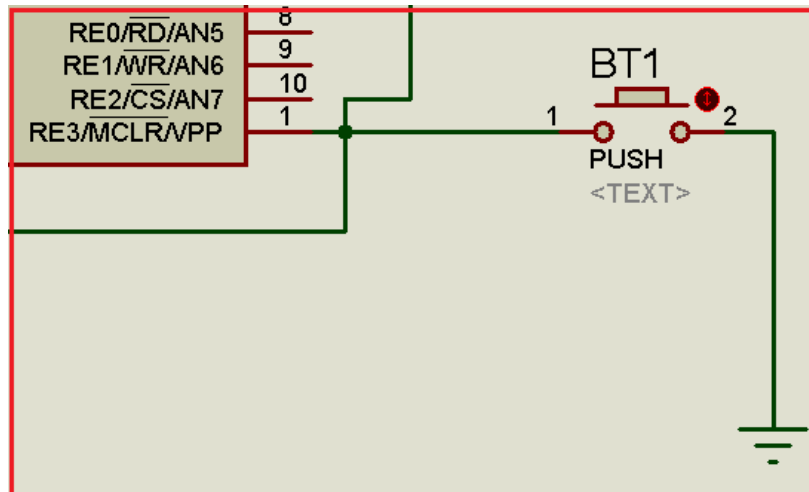 RE0/RD/AN5 8
RE1/WR/AN6 9
RE2/CS/AN7 10
RE3/MCLR/VPP 1
BT1
1 2
PUSH
<TEXT>